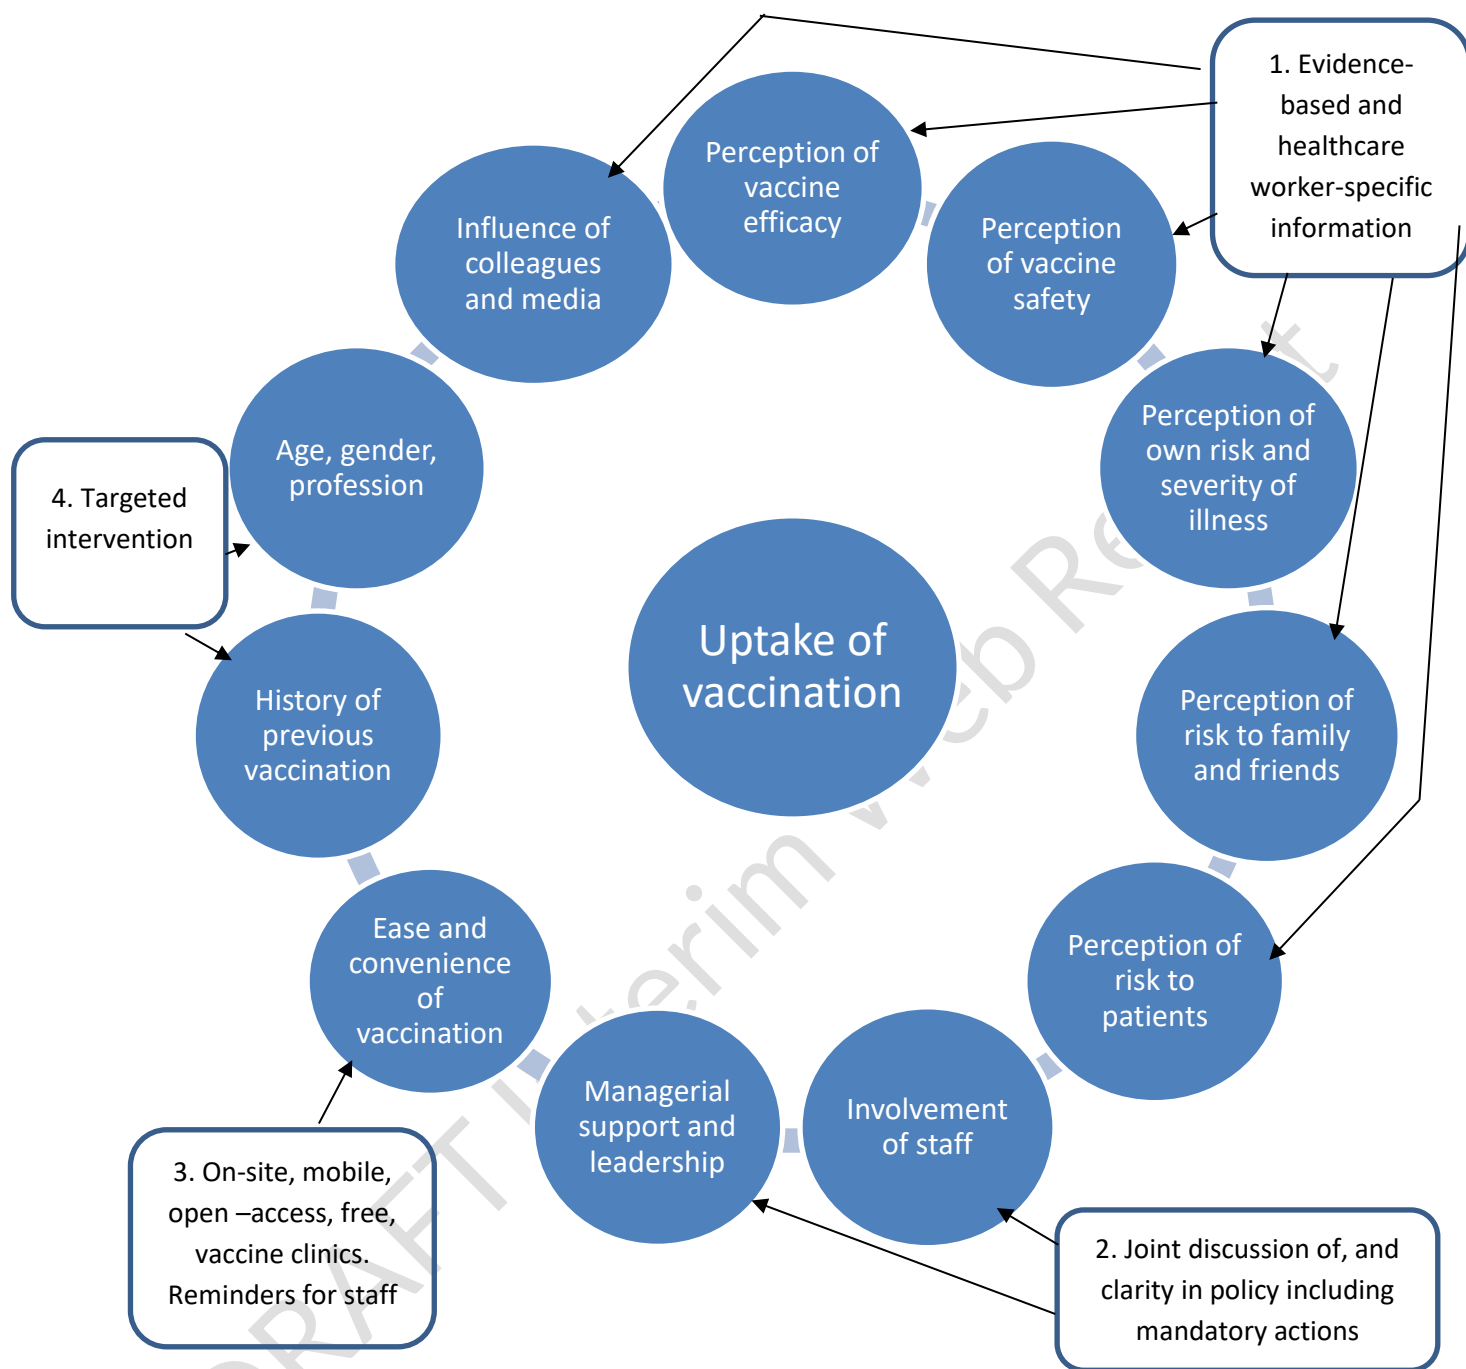 1. Evidence-
based and
healthcare
worker-specific
information
Perception of
vaccine
efficacy
Influence of
colleagues
and media
Perception
of vaccine
safety
Age, gender,
profession
Perception of
own risk and
severity of
illness
4. Targeted
intervention
Uptake of
vaccination
History of
previous
vaccination
Perception of
risk to family
and friends
Ease and
convenience
of
vaccination
Perception of
risk to
patients
Managerial
support and
leadership
Involvement
of staff
3. On-site, mobile,
open –access, free,
vaccine clinics.
Reminders for staff
2. Joint discussion of, and
clarity in policy including
mandatory actions